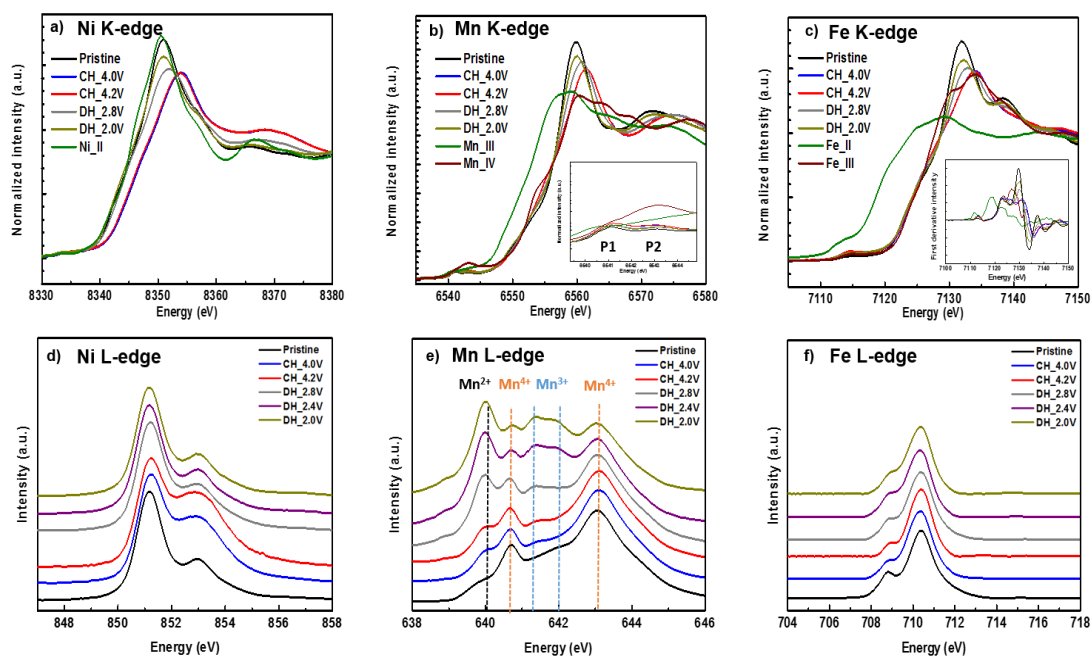 a) Ni K-edge
Pristine
CH_4.0V
CH_4.2V
DH_2.8V
DH_2.0V
Ni_II
Normalized intensity (a.u.)
8330 8340 8350 8360 8370 8380
Energy (eV)
b) Mn K-edge
Pristine
CH_4.0V
CH_4.2V
DH_2.8V
DH_2.0V
Mn_III
Mn_IV
Normalized intensity (a.u.)
P1 P2
6540 6550 6560 6570 6580
Energy (eV)
c) Fe K-edge
Pristine
CH_4.0V
CH_4.2V
DH_2.8V
DH_2.0V
Fe_II
Fe_III
Normalized intensity (a.u.)
First derivative intensity
7100 7110 7120 7130 7140 7150
Energy (eV)
7110 7120 7130 7140 7150
Energy (eV)
d) Ni L-edge
Pristine
CH_4.0V
CH_4.2V
DH_2.8V
DH_2.4V
DH_2.0V
Intensity (a.u.)
848 850 851 852 854 856 858
Energy (eV)
e) Mn L-edge
Pristine
CH_4.0V
CH_4.2V
DH_2.8V
DH_2.4V
DH_2.0V
Mn2+ Mn4+ Mn3+ Mn4+
Intensity (a.u.)
638 640 642 644 646
Energy (eV)
f) Fe L-edge
Pristine
CH_4.0V
CH_4.2V
DH_2.8V
DH_2.4V
DH_2.0V
Intensity (a.u.)
704 706 708 710 712 714 716 718
Energy (eV)